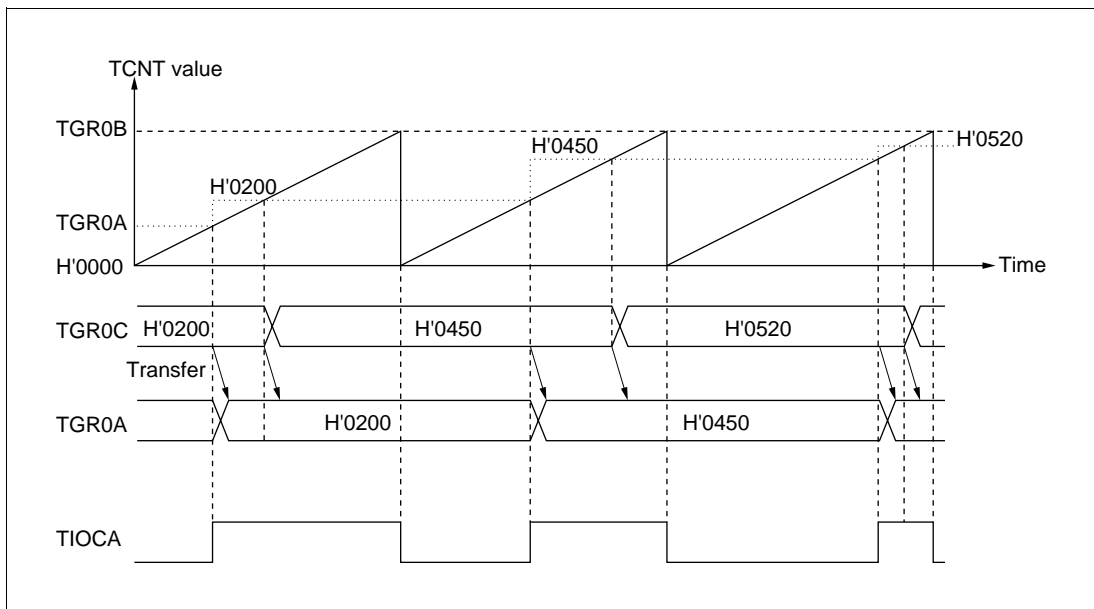 TCNT value
TGR0B
H'0450
H'0520
H'0200
TGR0A
H'0000
Time
TGR0C
H'0200
H'0450
H'0520
Transfer
TGR0A
H'0200
H'0450
TIOCA